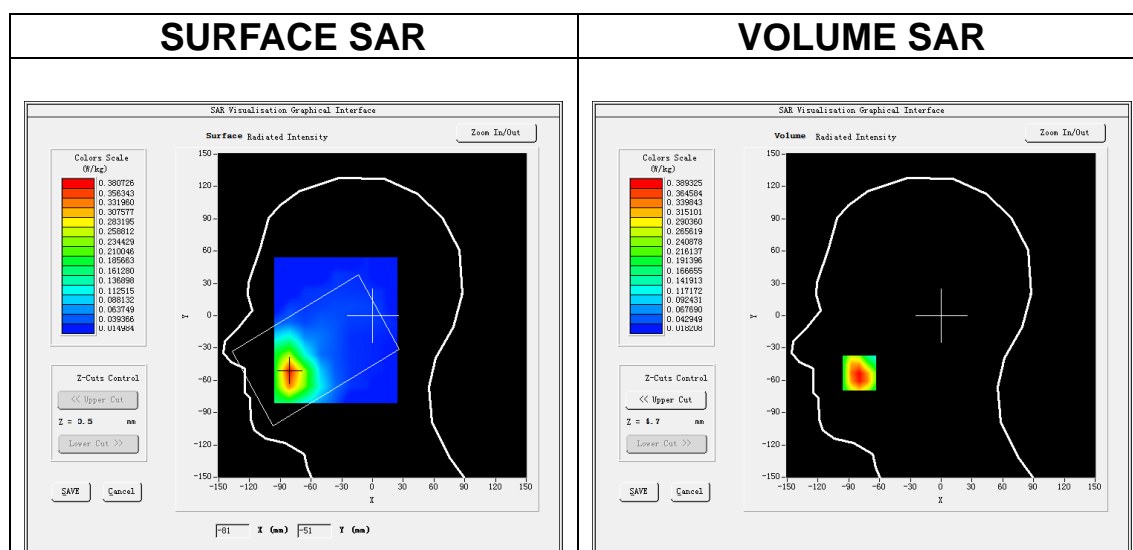 SURFACE SAR
VOLUME SAR
SAR Visualisation Graphical Interface
Surface Radiated Intensity
Zoom In/Out
Colors Scale
(W/kg)
0.380726
0.356343
0.331960
0.307577
0.283195
0.258812
0.234429
0.210046
0.185663
0.161280
0.136898
0.112515
0.088132
0.063749
0.039366
0.014984
Z-Cuts Control
<< Upper Cut
Z = 0.5 mm
Lower Cut >>
SAVE
Cancel
150
120
90
60
30
0
-30
-60
-90
-120
-150
Y
-150 -120 -90 -60 -30 0 30 60 90 120 150
X
-81 X (mm) -51 Y (mm)
SAR Visualisation Graphical Interface
Volume Radiated Intensity
Zoom In/Out
Colors Scale
(W/kg)
0.389325
0.364584
0.339843
0.315101
0.290360
0.265619
0.240878
0.216137
0.191396
0.166655
0.141913
0.117172
0.092431
0.067690
0.042949
0.018208
Z-Cuts Control
<< Upper Cut
Z = 4.7 mm
Lower Cut >>
SAVE
Cancel
150
120
90
60
30
0
-30
-60
-90
-120
-150
Y
-150 -120 -90 -60 -30 0 30 60 90 120 150
X